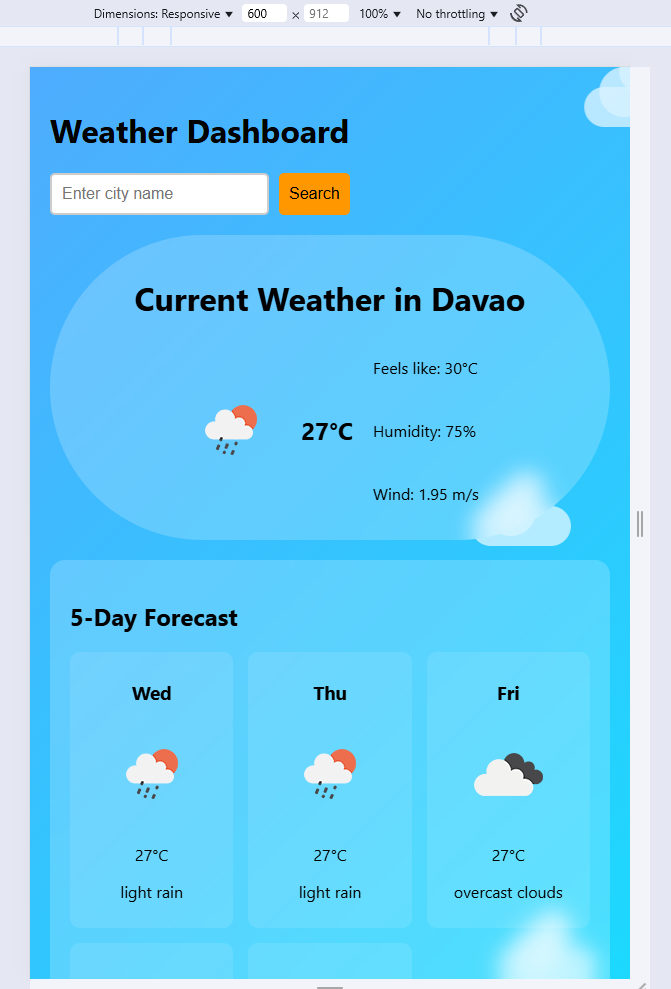 Dimensions: Responsive 600 × 912 100% No throttling
Weather Dashboard
Enter city name Search
Current Weather in Davao
Feels like: 30°C
27°C Humidity: 75%
Wind: 1.95 m/s
5-Day Forecast
Wed Thu Fri
27°C 27°C 27°C
light rain light rain overcast clouds